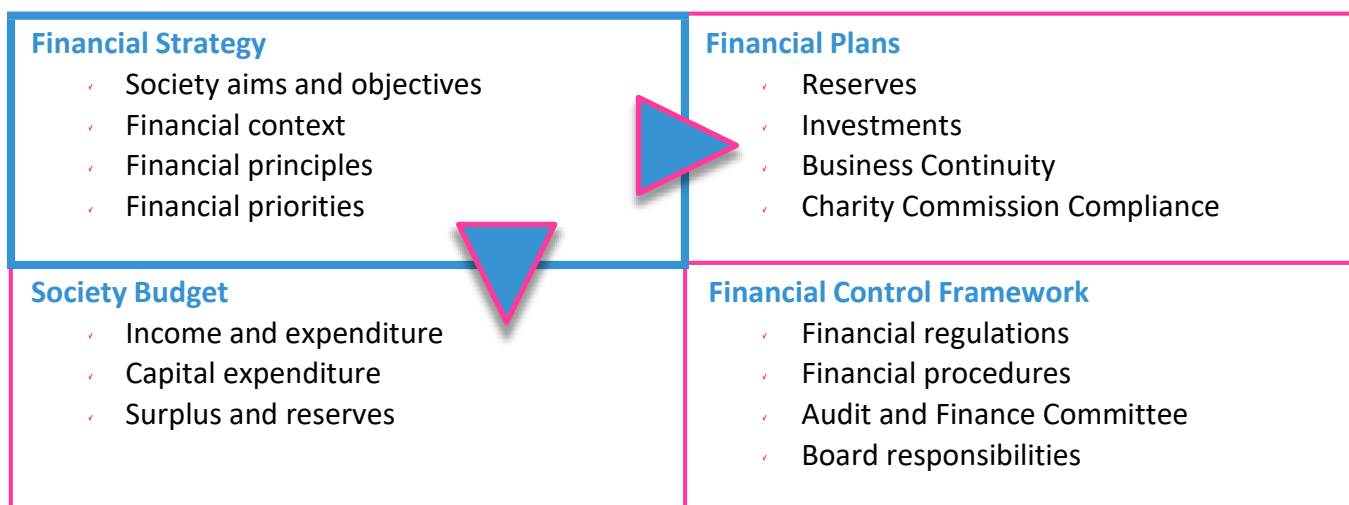 Financial Strategy
Society aims and objectives
Financial context
Financial principles
Financial priorities
Financial Plans
Reserves
Investments
Business Continuity
Charity Commission Compliance
Society Budget
Income and expenditure
Capital expenditure
Surplus and reserves
Financial Control Framework
Financial regulations
Financial procedures
Audit and Finance Committee
Board responsibilities